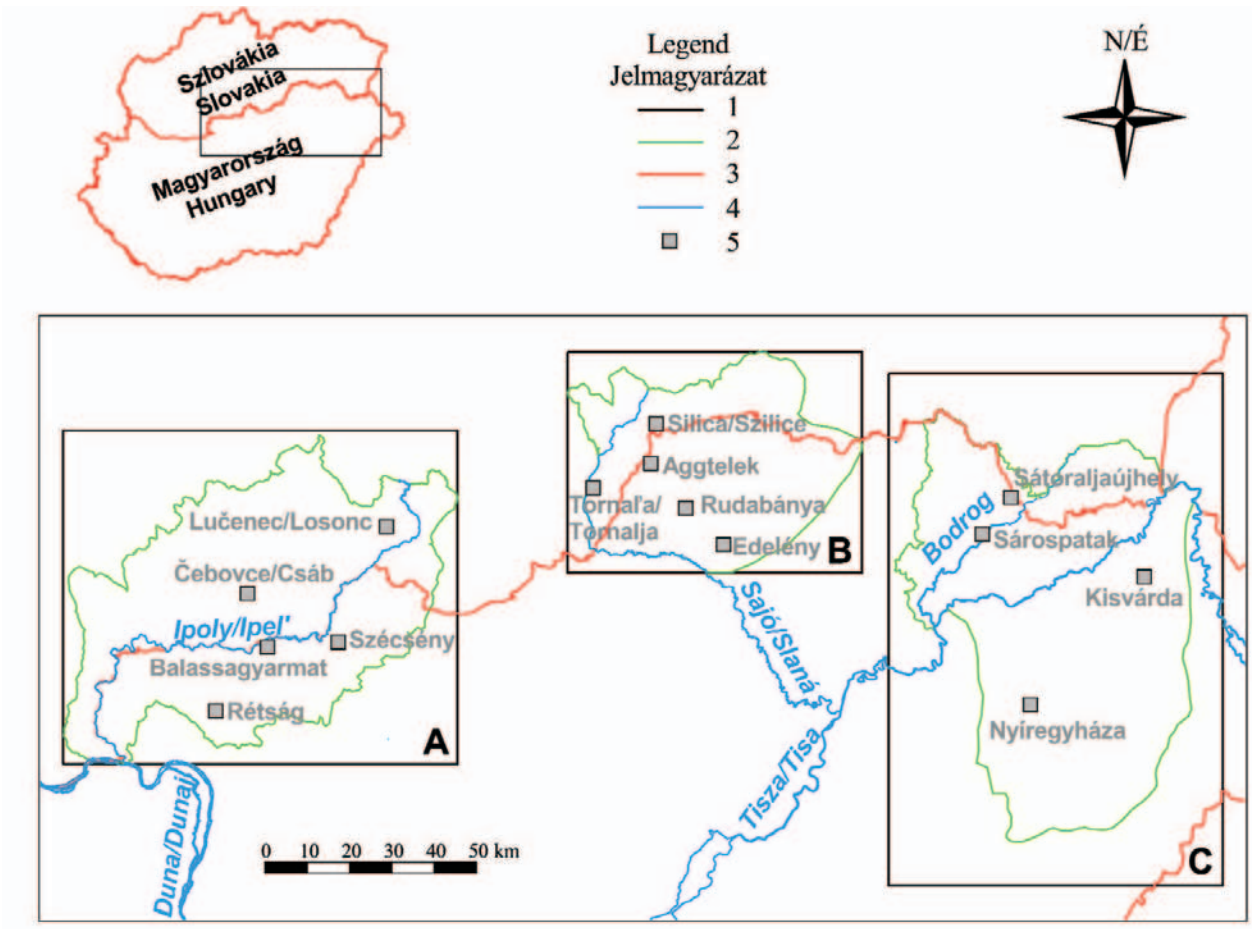 Szlovákia
Slovakia
Magyarország
Hungary
Legend
Jelmagyarázat
1
2
3
4
5
N/É
Silica/Szilice
Aggtelek
Tornaľa/
Tornalja
Rudabánya
Edelény
B
Sátoraljaújhely
Bodrog
Sárospatak
Kisvárda
Nyíregyháza
C
Lučenec/Losonc
Čebovce/Csáb
Ipoly/Ipel'
Szécsény
Balassagyarmat
Rétság
A
Sajó/Slaná
Tisza/Tisa
Duna/Dunaj
0 10 20 30 40 50 km